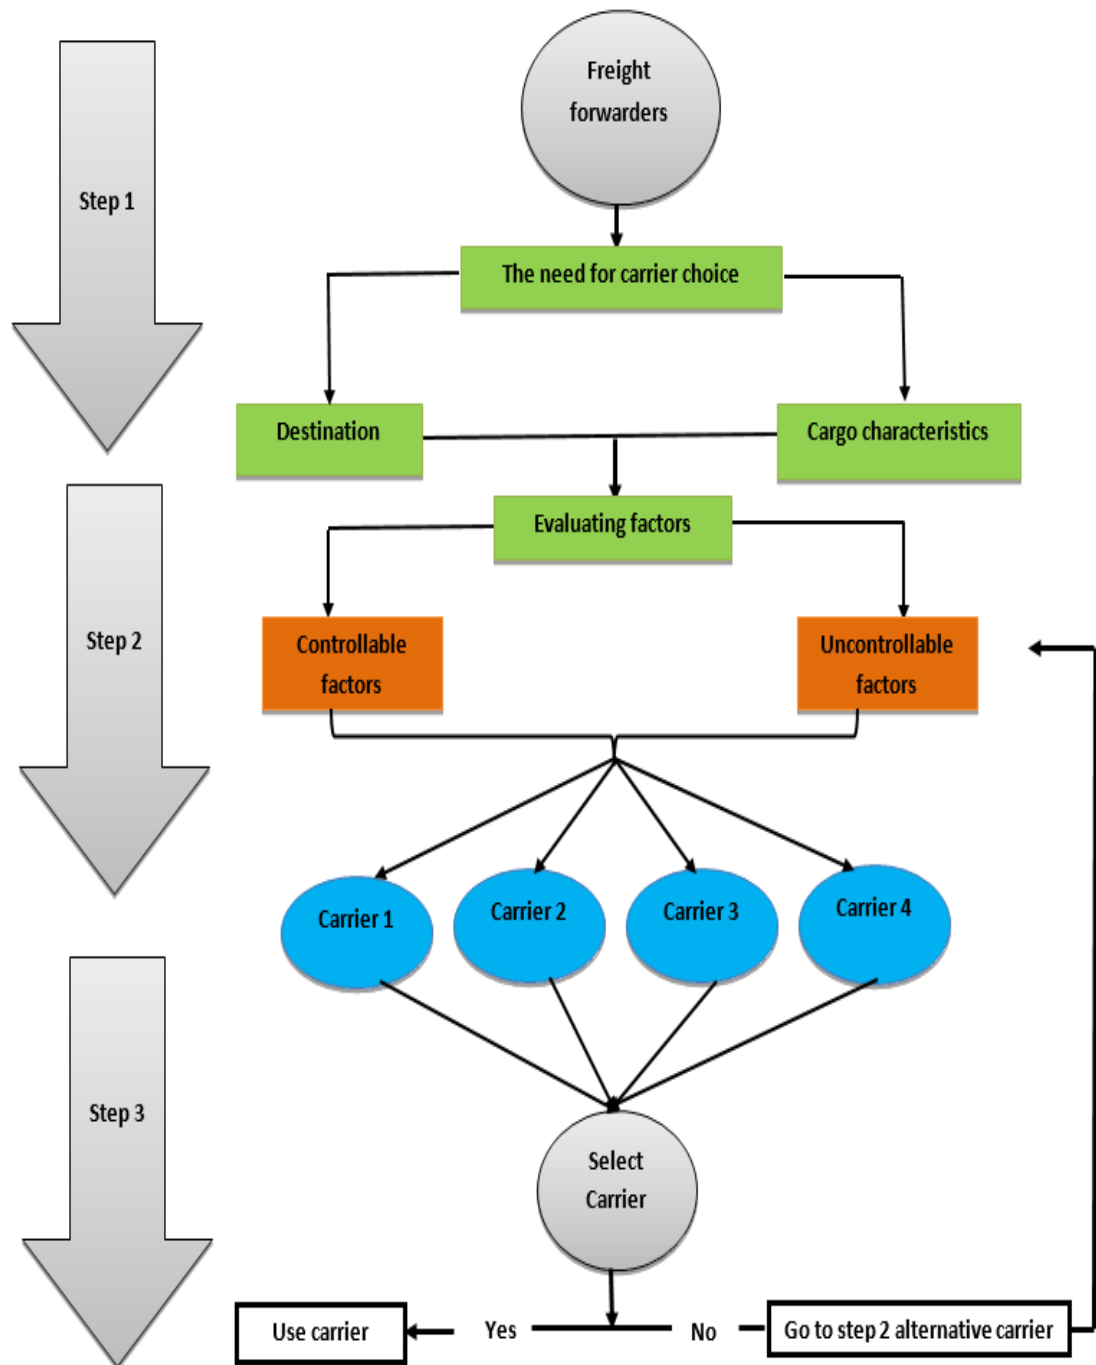 Freight
forwarders
Step 1
The need for carrier choice
Destination
Cargo characteristics
Evaluating factors
Step 2
Controllable
factors
Uncontrollable
factors
Carrier 1
Carrier 2
Carrier 3
Carrier 4
Step 3
Select
Carrier
Use carrier
Yes
No
Go to step 2 alternative carrier